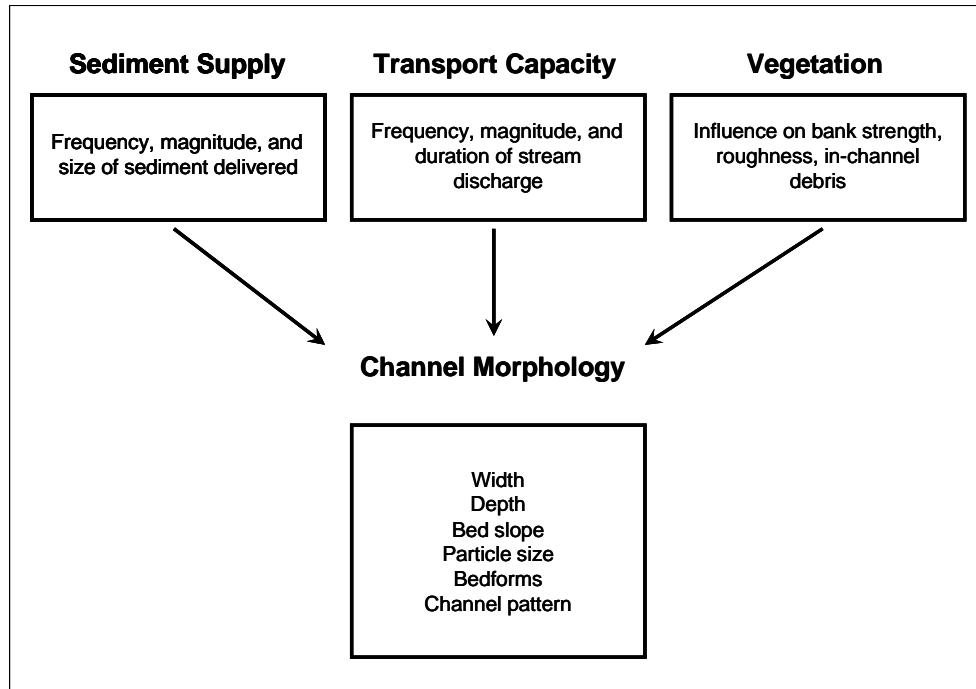 Sediment Supply
Transport Capacity
Vegetation
Frequency, magnitude, and
size of sediment delivered
Frequency, magnitude, and
duration of stream
discharge
Influence on bank strength,
roughness, in-channel
debris
Channel Morphology
Width
Depth
Bed slope
Particle size
Bedforms
Channel pattern